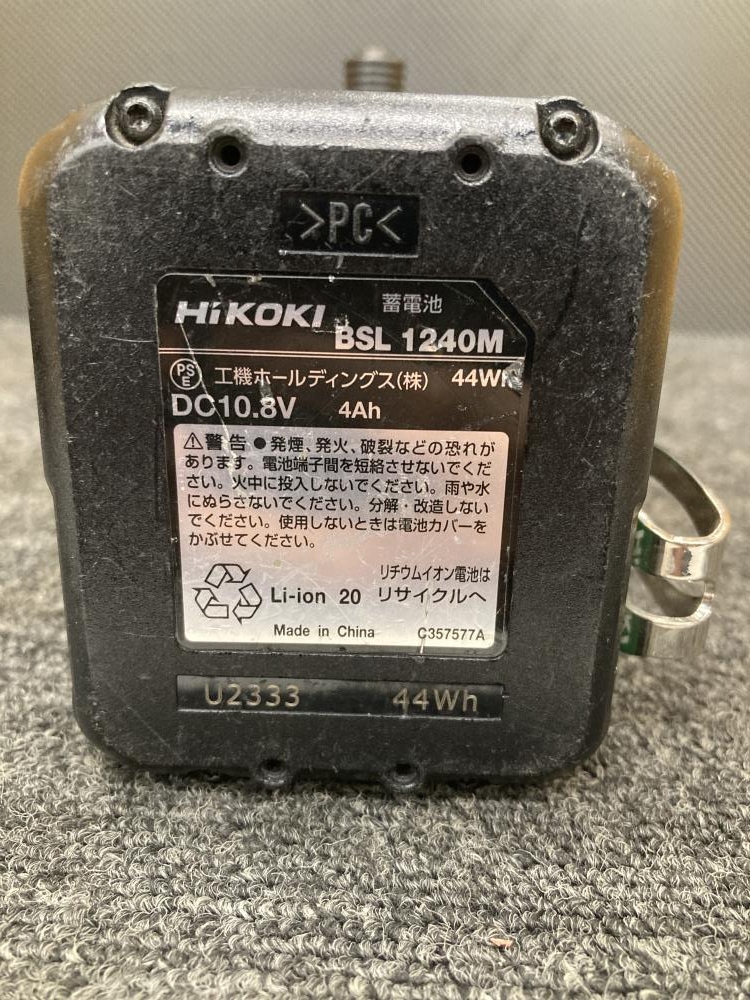 >PC<
HiKOKI 蓄電池
BSL 1240M
PS
E
工機ホールディングス(株) 44Wh
DC10.8V 4Ah
⚠警告 ●発煙、発火、破裂などの恐れが
あります。電池端子間を短絡させないでくだ
さい。火中に投入しないでください。雨や水
にぬらさないでください。分解・改造しない
でください。使用しないときは電池カバーを
かぶせてください。
リチウムイオン電池は
Li-ion 20 リサイクルへ
Made in China C357577A
U2333 44Wh